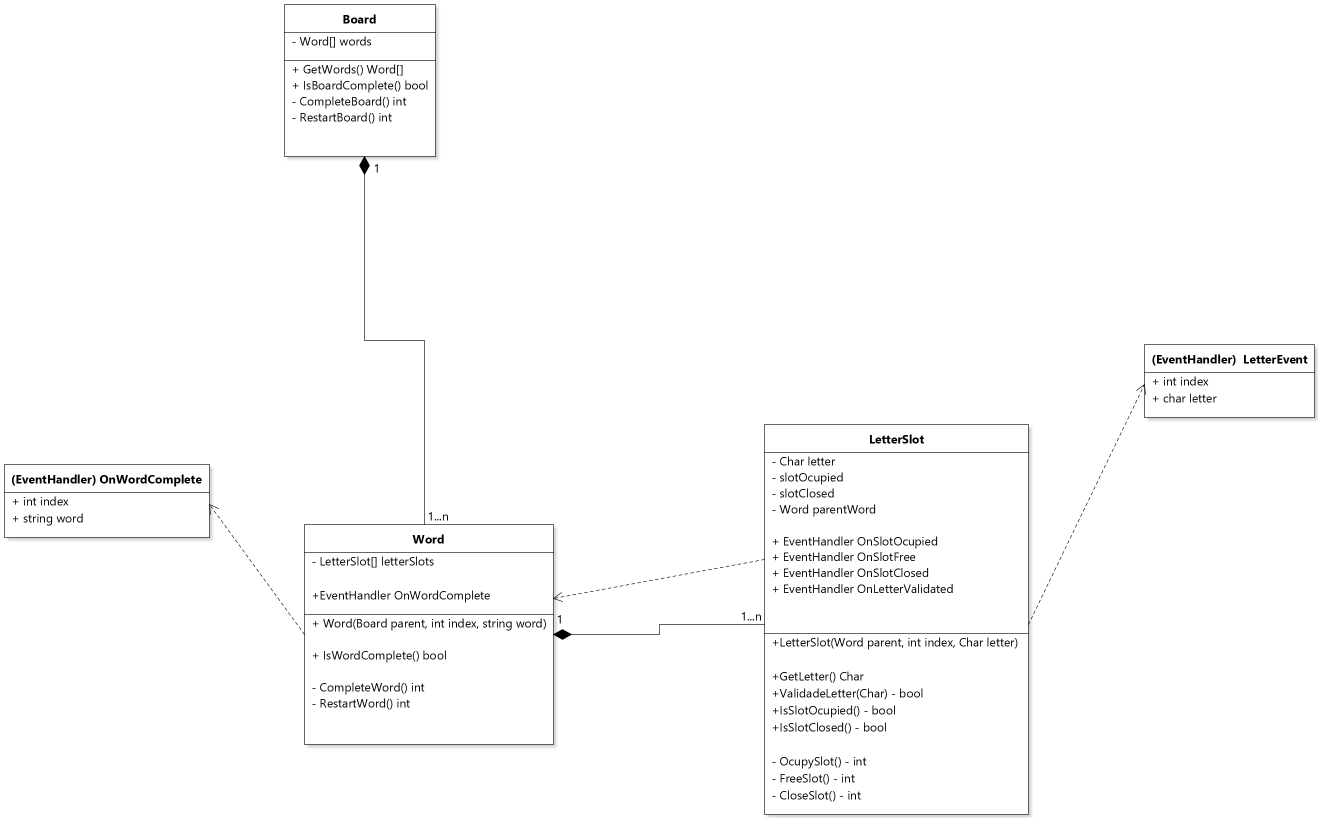 Board
- Word[] words
+ GetWords() Word[]
+ IsBoardComplete() bool
- CompleteBoard() int
- RestartBoard() int
1
(EventHandler)  LetterEvent
+ int index
+ char letter
LetterSlot
- Char letter
- slotOcupied
- slotClosed
- Word parentWord
+ EventHandler OnSlotOcupied
+ EventHandler OnSlotFree
+ EventHandler OnSlotClosed
+ EventHandler OnLetterValidated
+LetterSlot(Word parent, int index, Char letter)
+GetLetter() Char
+ValidadeLetter(Char) - bool
+IsSlotOcupied() - bool
+IsSlotClosed() - bool
- OcupySlot() - int
- FreeSlot() - int
- CloseSlot() - int
(EventHandler) OnWordComplete
+ int index
+ string word
1...n
Word
- LetterSlot[] letterSlots
+EventHandler OnWordComplete
+ Word(Board parent, int index, string word)
+ IsWordComplete() bool
- CompleteWord() int
- RestartWord() int
1
1...n